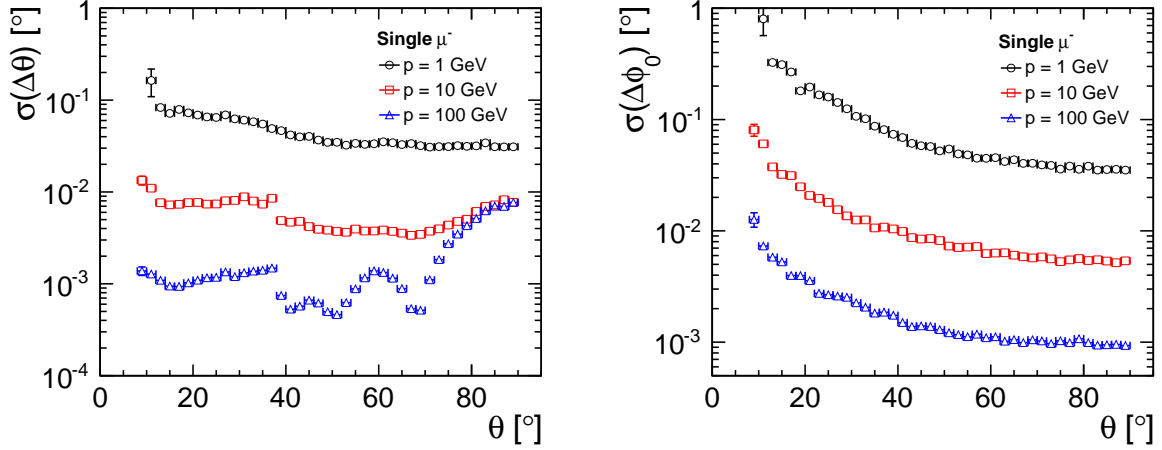 σ(Δθ) [°]
Single μ⁻
p = 1 GeV
p = 10 GeV
p = 100 GeV
10⁻¹
10⁻²
10⁻³
10⁻⁴
0 20 40 60 80
θ [°]
σ(Δϕ₀) [°]
Single μ⁻
p = 1 GeV
p = 10 GeV
p = 100 GeV
1
10⁻¹
10⁻²
10⁻³
0 20 40 60 80
θ [°]
1